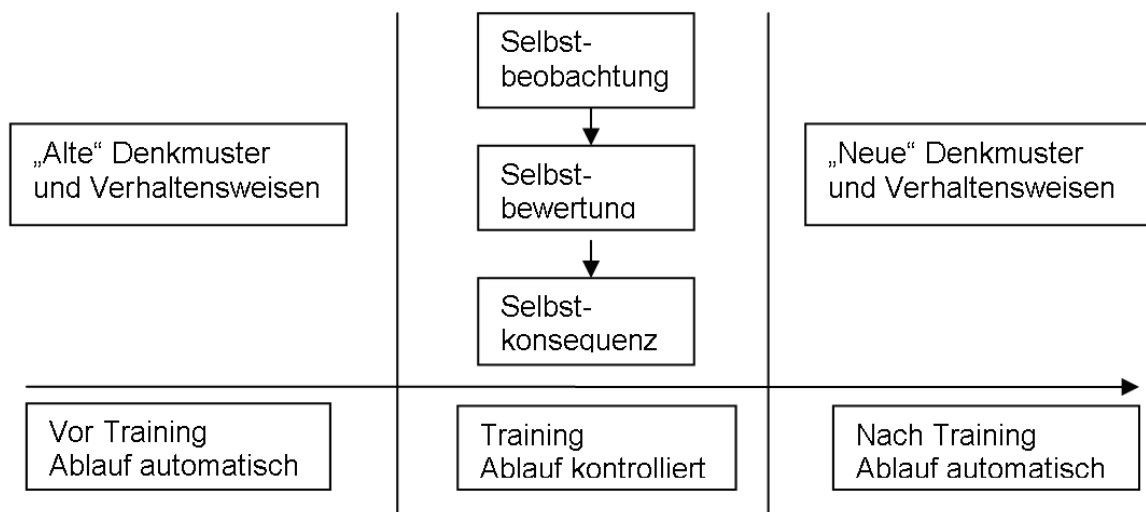 Selbst-
beobachtung
„Alte“ Denkmuster
und Verhaltensweisen
Selbst-
bewertung
„Neue“ Denkmuster
und Verhaltensweisen
Selbst-
konsequenz
Vor Training
Ablauf automatisch
Training
Ablauf kontrolliert
Nach Training
Ablauf automatisch